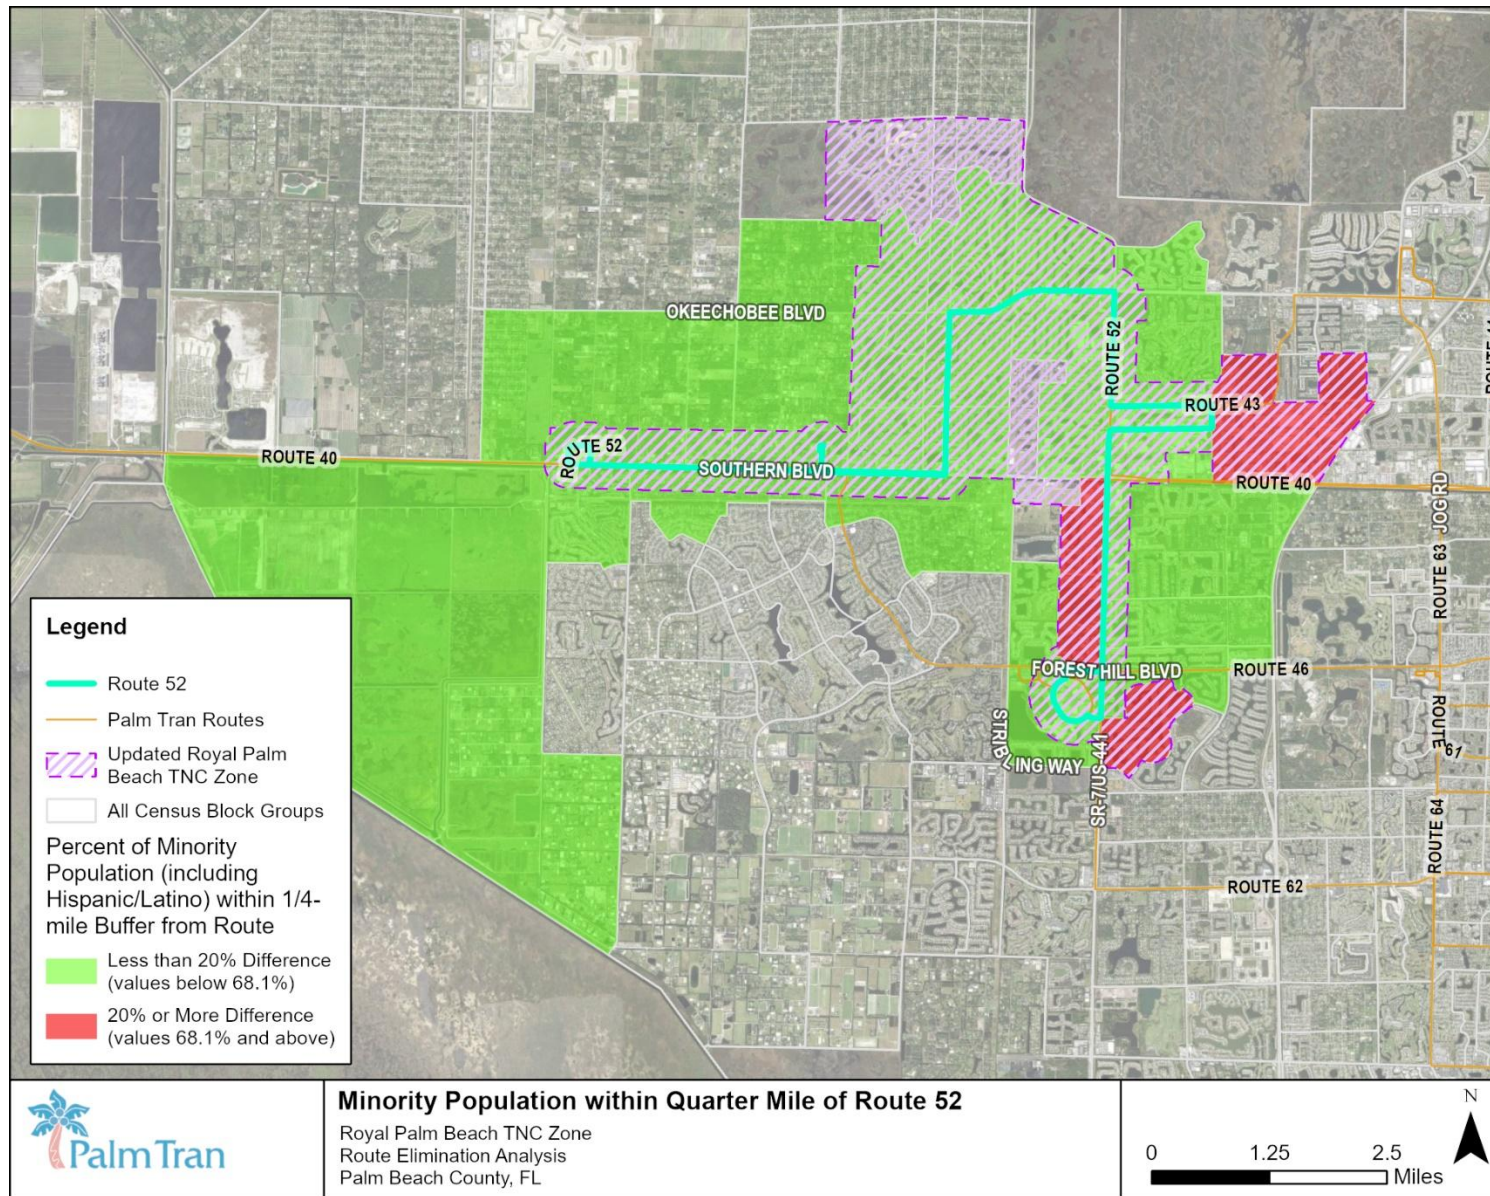 OKEECHOBEE BLVD
ROUTE 52
ROUTE 43
ROUTE 52
ROUTE 40
SOUTHERN BLVD
ROUTE 40
JOG RD
ROUTE 63
FOREST HILL BLVD
ROUTE 46
STRIBLING WAY
SR-7/US-441
ROUTE 61
ROUTE 64
ROUTE 62
Legend
Route 52
Palm Tran Routes
Updated Royal Palm
Beach TNC Zone
All Census Block Groups
Percent of Minority
Population (including
Hispanic/Latino) within 1/4-
mile Buffer from Route
Less than 20% Difference
(values below 68.1%)
20% or More Difference
(values 68.1% and above)
Palm Tran
Minority Population within Quarter Mile of Route 52
Royal Palm Beach TNC Zone
Route Elimination Analysis
Palm Beach County, FL
N
0 1.25 2.5
Miles